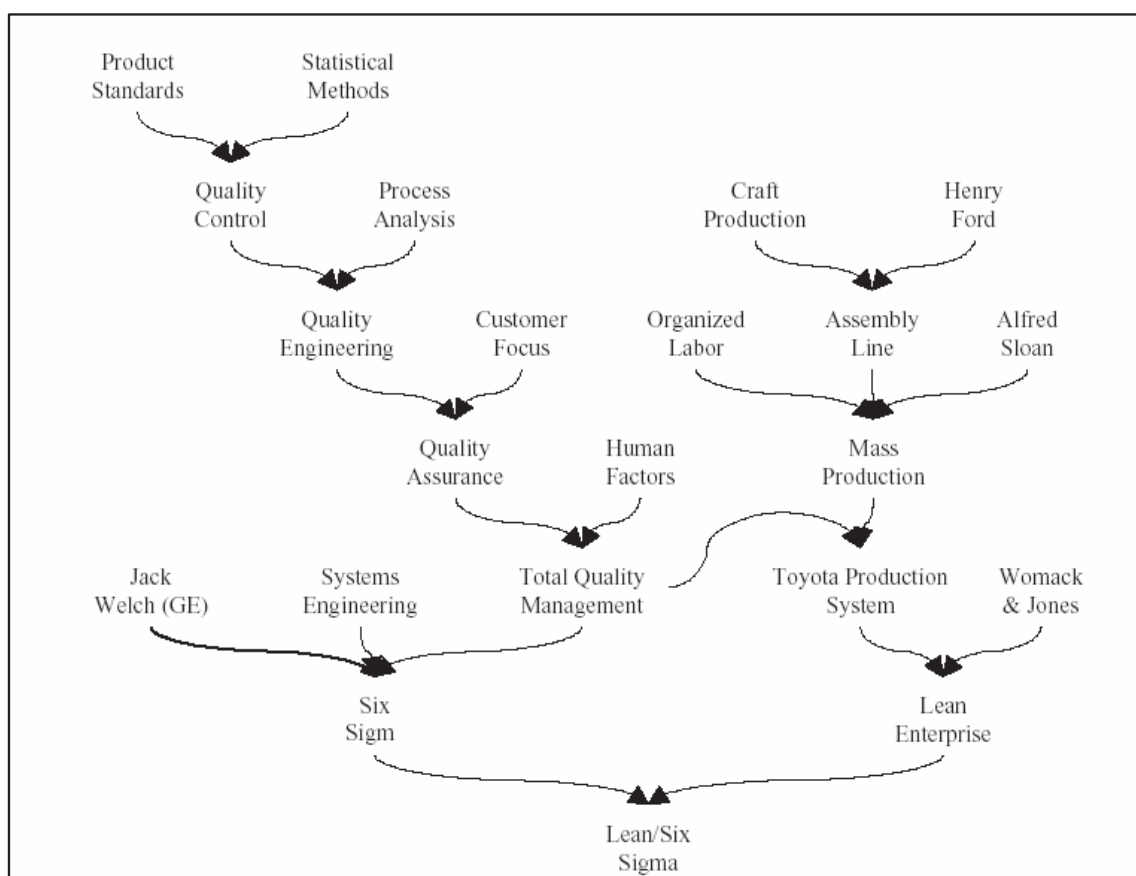 Product
Standards
Statistical
Methods
Quality
Control
Process
Analysis
Craft
Production
Henry
Ford
Quality
Engineering
Customer
Focus
Organized
Labor
Assembly
Line
Alfred
Sloan
Quality
Assurance
Human
Factors
Mass
Production
Jack
Welch (GE)
Systems
Engineering
Total Quality
Management
Toyota Production
System
Womack
& Jones
Six
Sigm
Lean
Enterprise
Lean/Six
Sigma